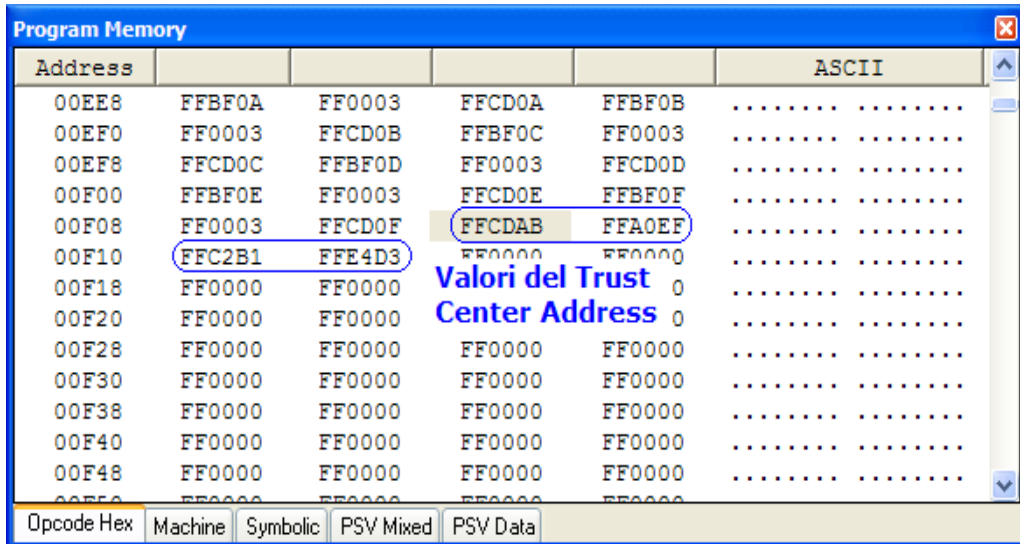 Program Memory
Address ASCII
00EE8 FFBF0A FF0003 FFCD0A FFBF0B ........ ........
00EF0 FF0003 FFCD0B FFBF0C FF0003 ........ ........
00EF8 FFCD0C FFBF0D FF0003 FFCD0D ........ ........
00F00 FFBF0E FF0003 FFCD0E FFBF0F ........ ........
00F08 FF0003 FFCD0F FFCDAB FFA0EF ........ ........
00F10 FFC2B1 FFE4D3 FF0000 FF0000 ........ ........
00F18 FF0000 FF0000 Valori del Trust 0 ........ ........
00F20 FF0000 FF0000 Center Address 0 ........ ........
00F28 FF0000 FF0000 FF0000 FF0000 ........ ........
00F30 FF0000 FF0000 FF0000 FF0000 ........ ........
00F38 FF0000 FF0000 FF0000 FF0000 ........ ........
00F40 FF0000 FF0000 FF0000 FF0000 ........ ........
00F48 FF0000 FF0000 FF0000 FF0000 ........ ........
Opcode Hex Machine Symbolic PSV Mixed PSV Data